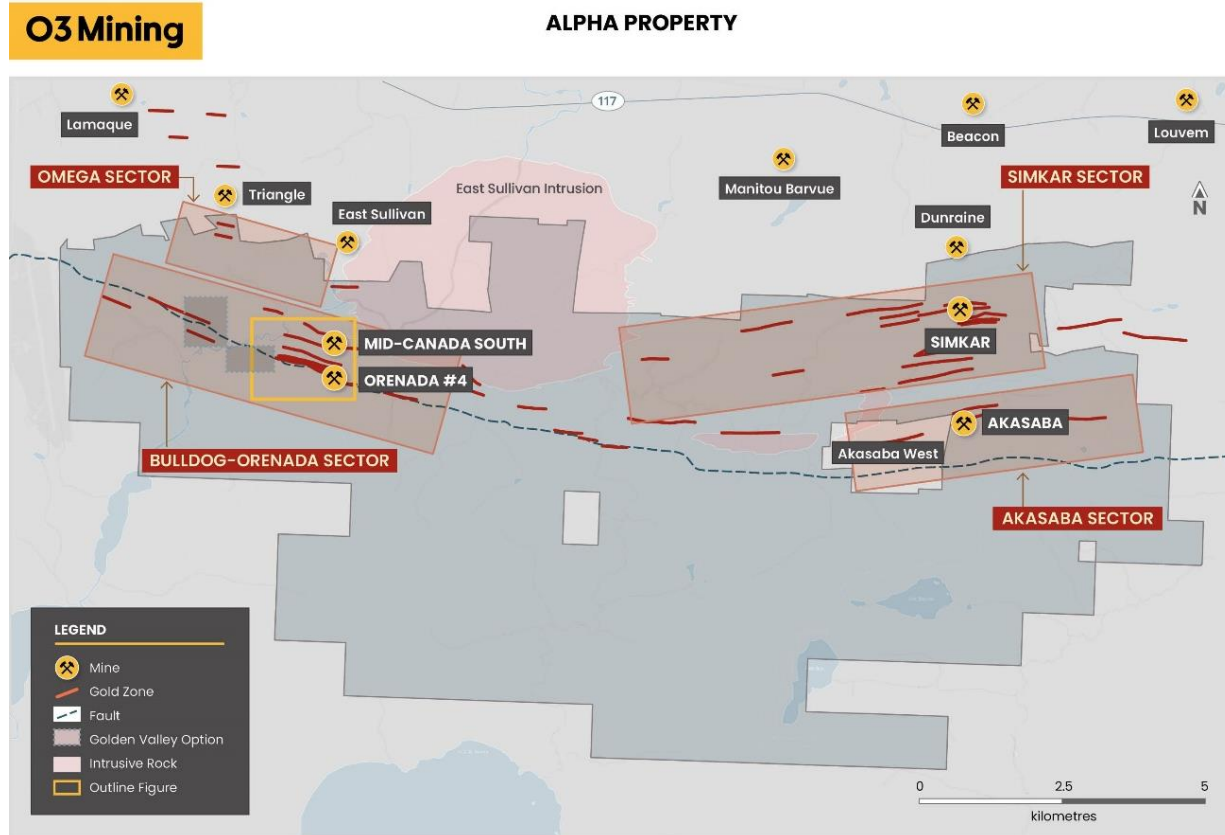 O3 Mining
ALPHA PROPERTY
117
Lamaque
Beacon
Louvem
OMEGA SECTOR
Triangle
East Sullivan Intrusion
Manitou Barvue
SIMKAR SECTOR
N
East Sullivan
Dunraine
MID-CANADA SOUTH
SIMKAR
ORENADA #4
AKASABA
Akasaba West
BULLDOG-ORENADA SECTOR
AKASABA SECTOR
LEGEND
Mine
Gold Zone
Fault
Golden Valley Option
Intrusive Rock
Outline Figure
0 2.5 5
kilometres